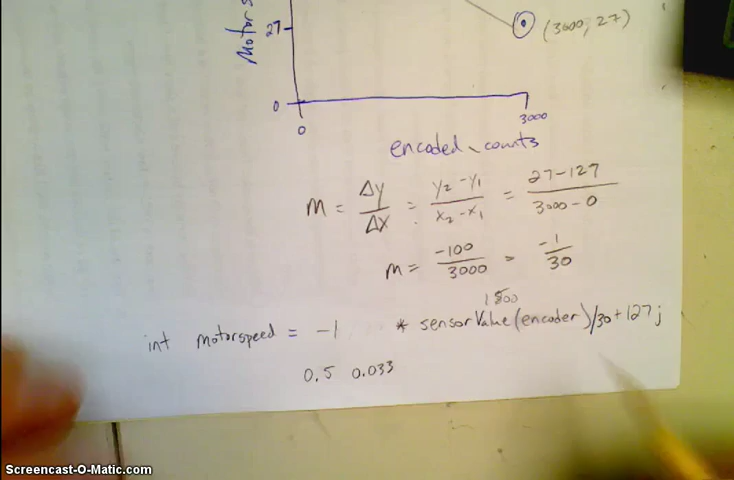 Motors
27
(3000, 27)
0
0
3000
encoded counts
M = Δy/Δx = y₂-y₁/x₂-x₁ = 27-127/3000-0
M = -100/3000 = -1/30
1500
int motorspeed = -1 * sensorValue(encoder)/30+127;
0.5 0.033
Screencast-O-Matic.com